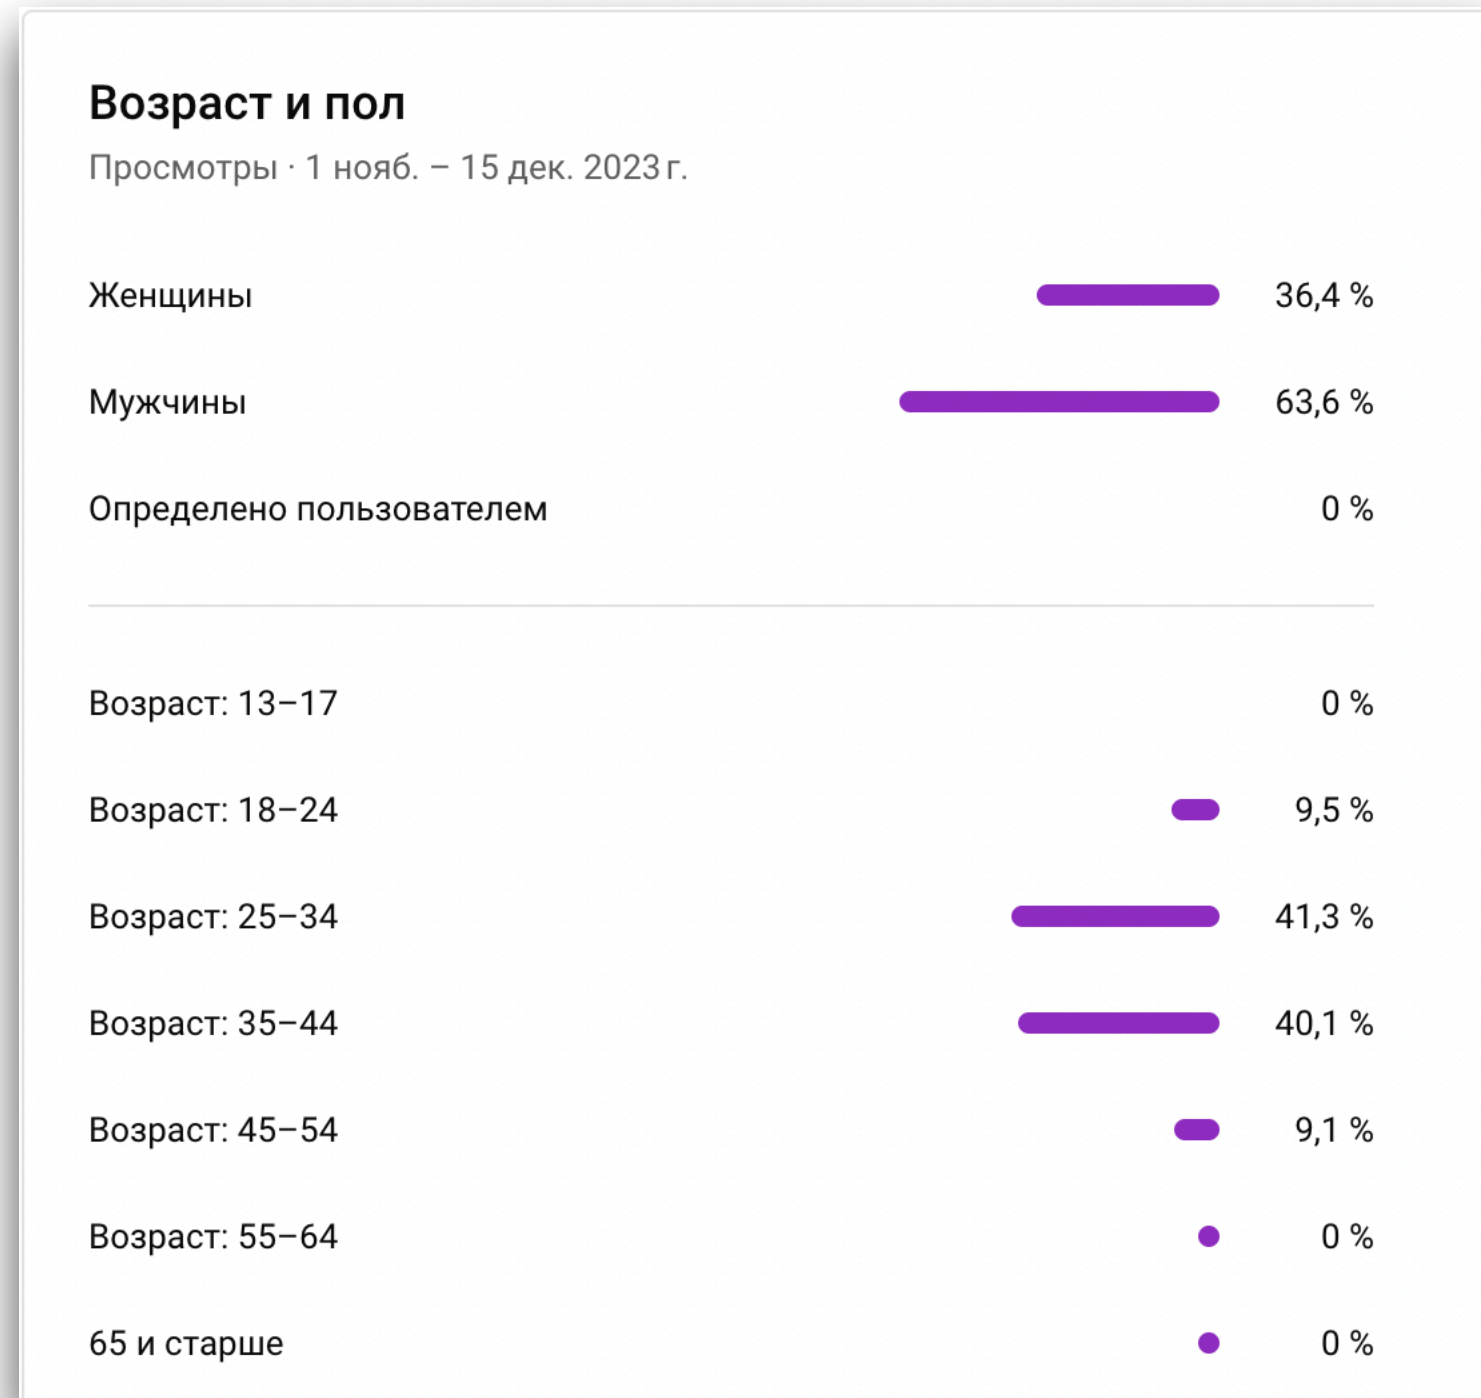 Возраст и пол
Просмотры · 1 нояб. – 15 дек. 2023 г.
Женщины 36,4 %
Мужчины 63,6 %
Определено пользователем 0 %
Возраст: 13–17 0 %
Возраст: 18–24 9,5 %
Возраст: 25–34 41,3 %
Возраст: 35–44 40,1 %
Возраст: 45–54 9,1 %
Возраст: 55–64 0 %
65 и старше 0 %